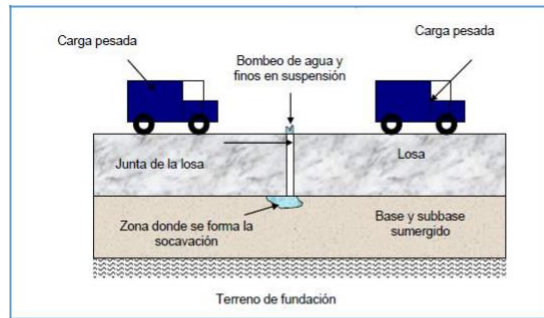 Carga pesada
Bombeo de agua y
finos en suspensión
Carga pesada
Junta de la losa
Losa
Zona donde se forma la
socavación
Base y subbase
sumergido
Terreno de fundación